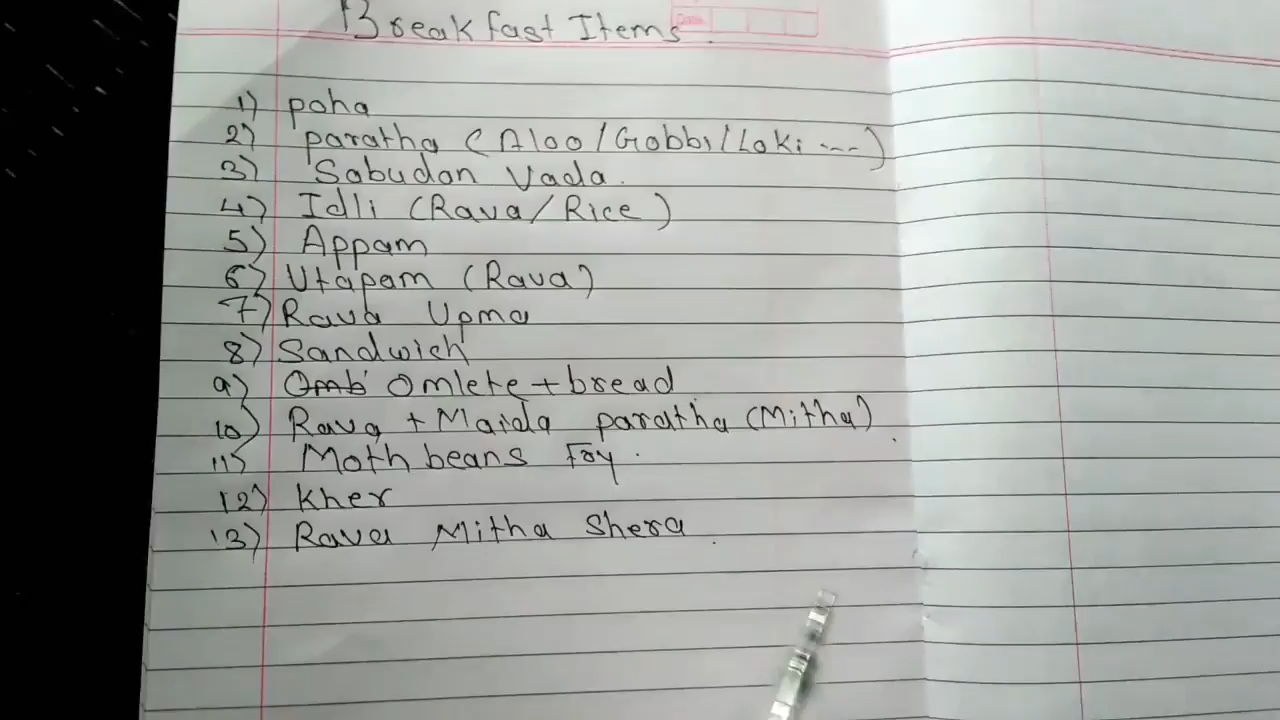 Breakfast Items.
Date
1) poha
2) paratha (Aloo/Gobbi/Loki ---)
3) Sabudan Vada.
4) Idli (Rava/Rice)
5) Appam
6) Utapam (Rava)
7) Rava Upma
8) Sandwich
9) Omb Omlete + bread
10) Rava + Maida paratha (Mitha).
11) Moth beans Fry.
12) Kher
13) Rava Mitha Shera.